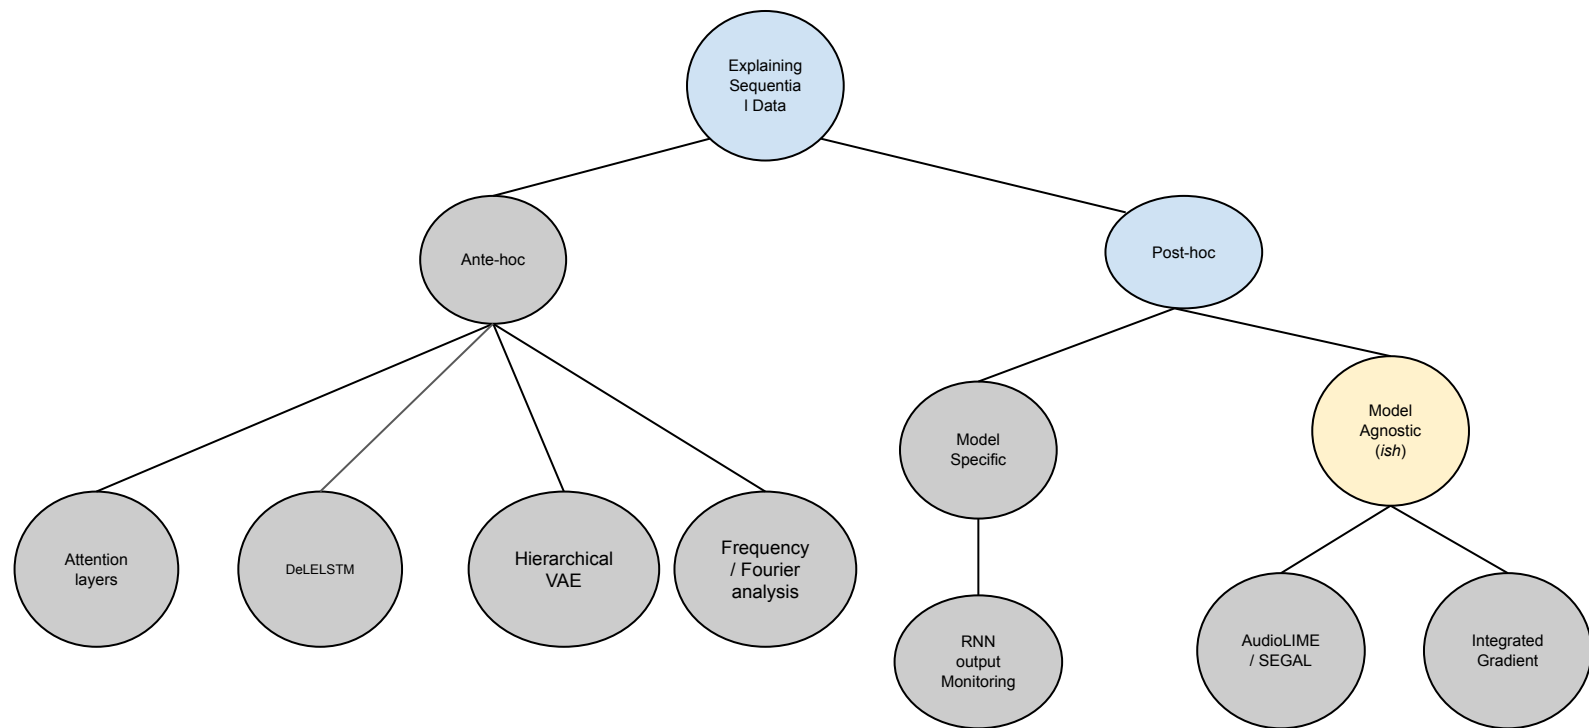 Explaining
Sequentia
l Data
Ante-hoc
Post-hoc
Model
Specific
Model
Agnostic
(ish)
Attention
layers
DeLELSTM
Hierarchical
VAE
Frequency
/ Fourier
analysis
RNN
output
Monitoring
AudioLIME
/ SEGAL
Integrated
Gradient